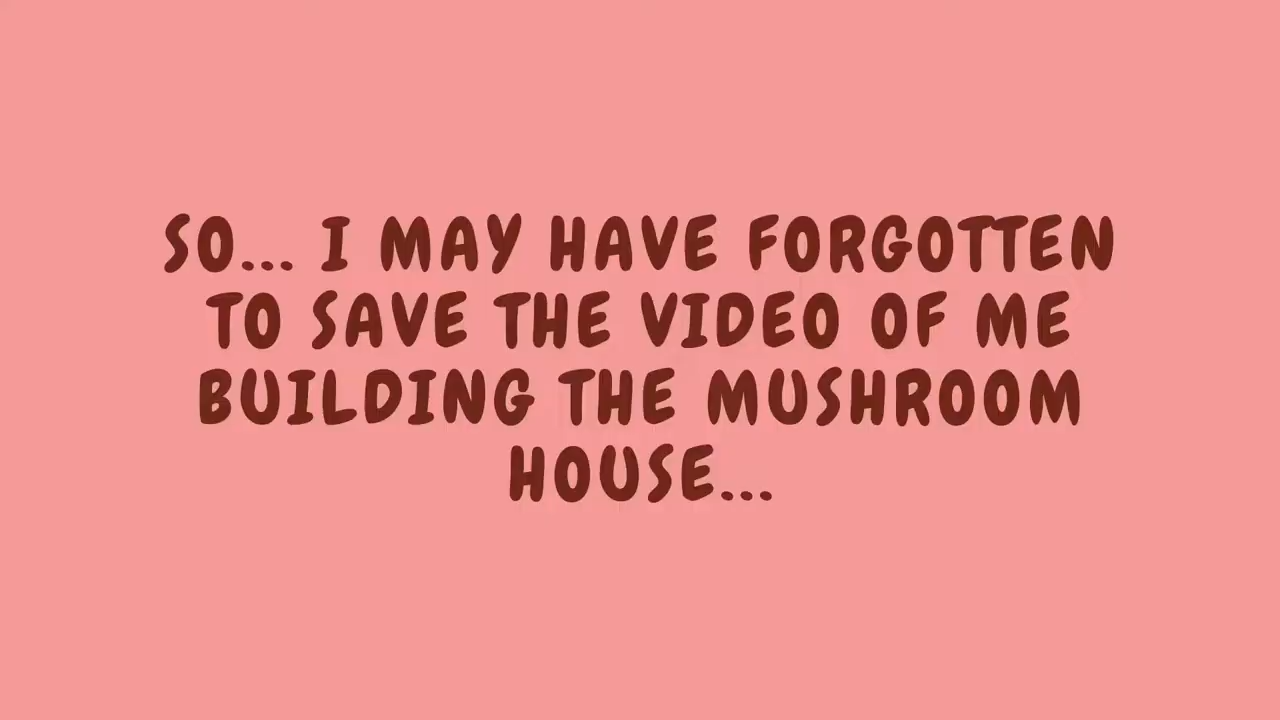 SO... I MAY HAVE FORGOTTEN
TO SAVE THE VIDEO OF ME
BUILDING THE MUSHROOM
HOUSE...